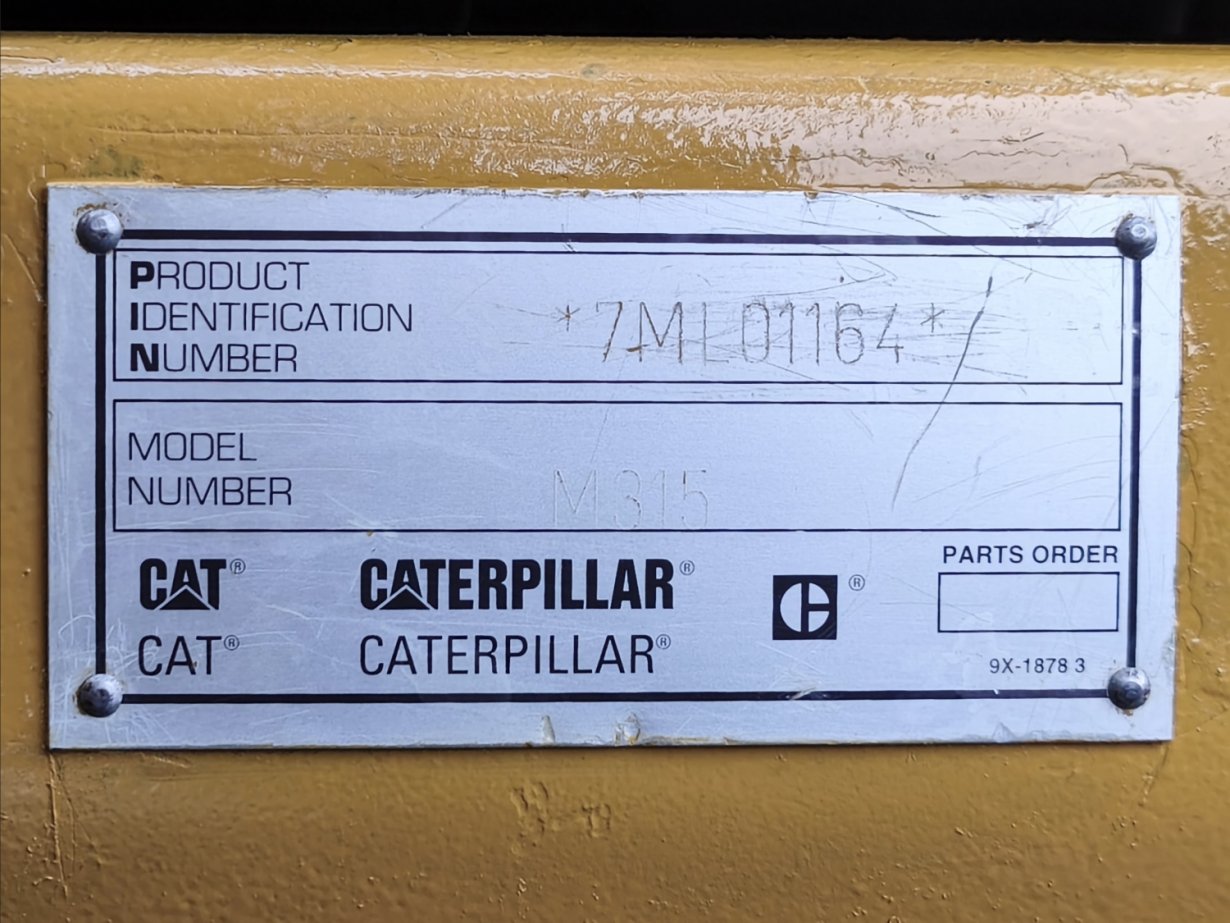 PRODUCT
IDENTIFICATION
NUMBER
*7ML01164*
MODEL
NUMBER
M315
CAT® CATERPILLAR® ®
CAT® CATERPILLAR®
PARTS ORDER
9X-1878 3